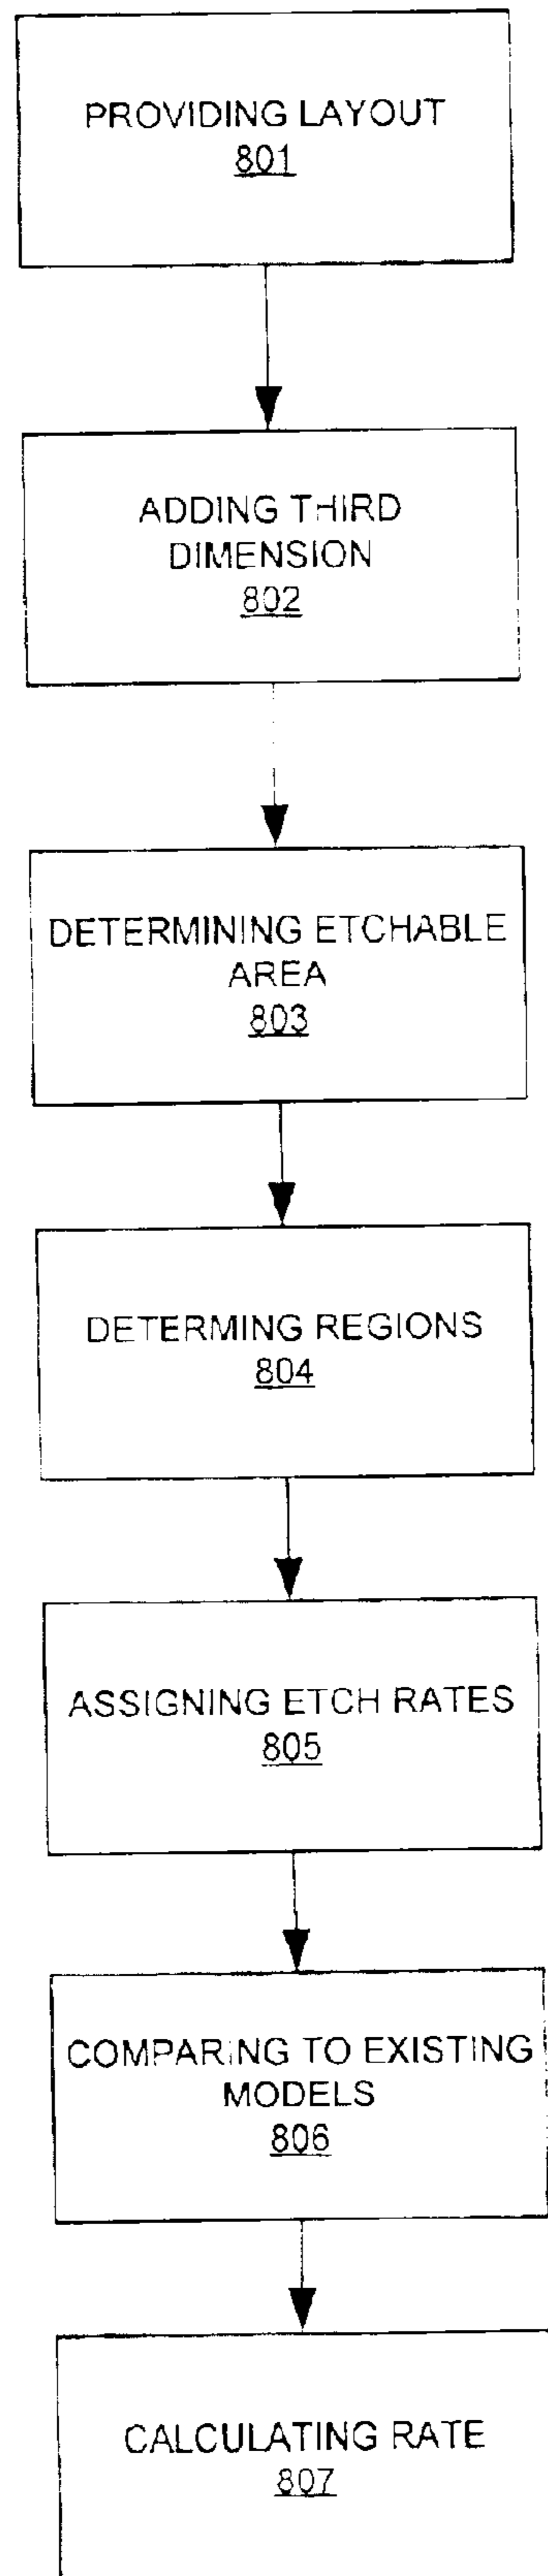 PROVIDING LAYOUT
801
ADDING THIRD
DIMENSION
802
DETERMINING ETCHABLE
AREA
803
DETERMING REGIONS
804
ASSIGNING ETCH RATES
805
COMPARING TO EXISTING
MODELS
806
CALCULATING RATE
807